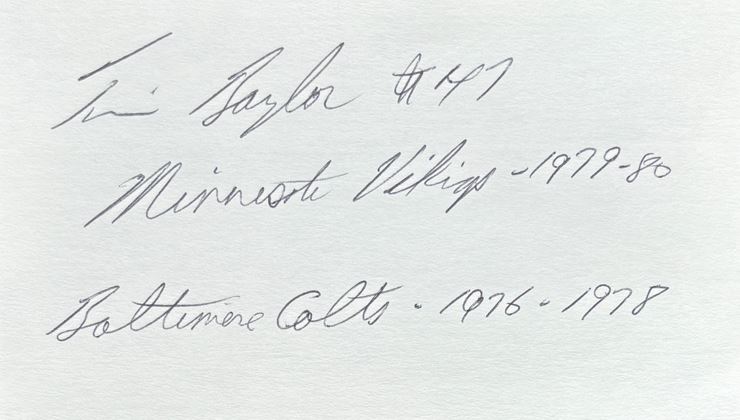 Tim Baylor #47
Minnesota Vikings - 1979-80
Baltimore Colts - 1976 - 1978